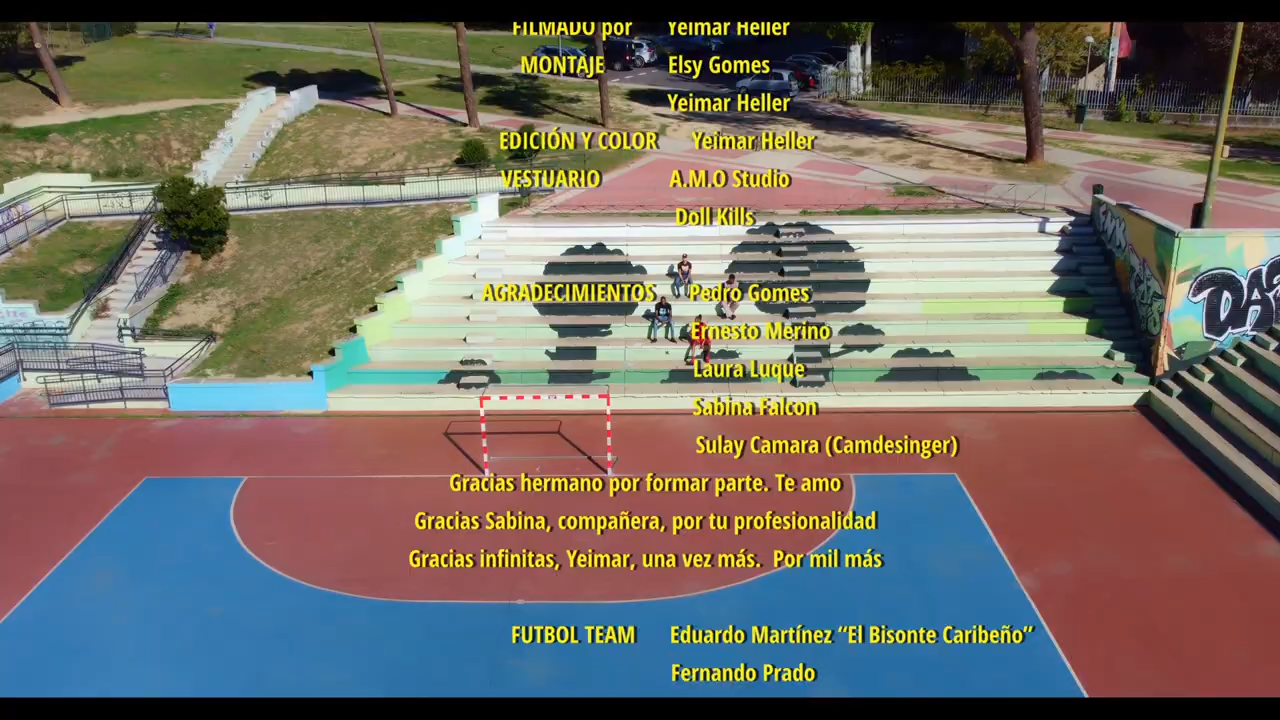 FILMADO por Yeimar Heller
MONTAJE Elsy Gomes
Yeimar Heller
EDICIÓN Y COLOR Yeimar Heller
VESTUARIO A.M.O Studio
Doll Kills
AGRADECIMIENTOS Pedro Gomes
Ernesto Merino
Laura Luque
Sabina Falcon
Sulay Camara (Camdesinger)
Gracias hermano por formar parte. Te amo
Gracias Sabina, compañera, por tu profesionalidad
Gracias infinitas, Yeimar, una vez más. Por mil más
FUTBOL TEAM Eduardo Martínez “El Bisonte Caribeño”
Fernando Prado